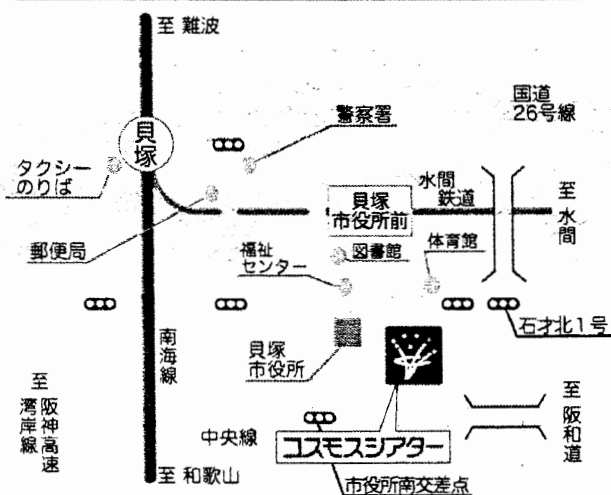 至 難波
国道
26号線
警察署
貝塚
タクシー
のりば
水間
鉄道
至 水間
貝塚
市役所前
郵便局
福祉
センター
図書館
体育館
石才北1号
南海線
貝塚
市役所
至 阪神高速
湾岸線
至 阪和道
中央線
コスモスシアター
至 和歌山
市役所南交差点